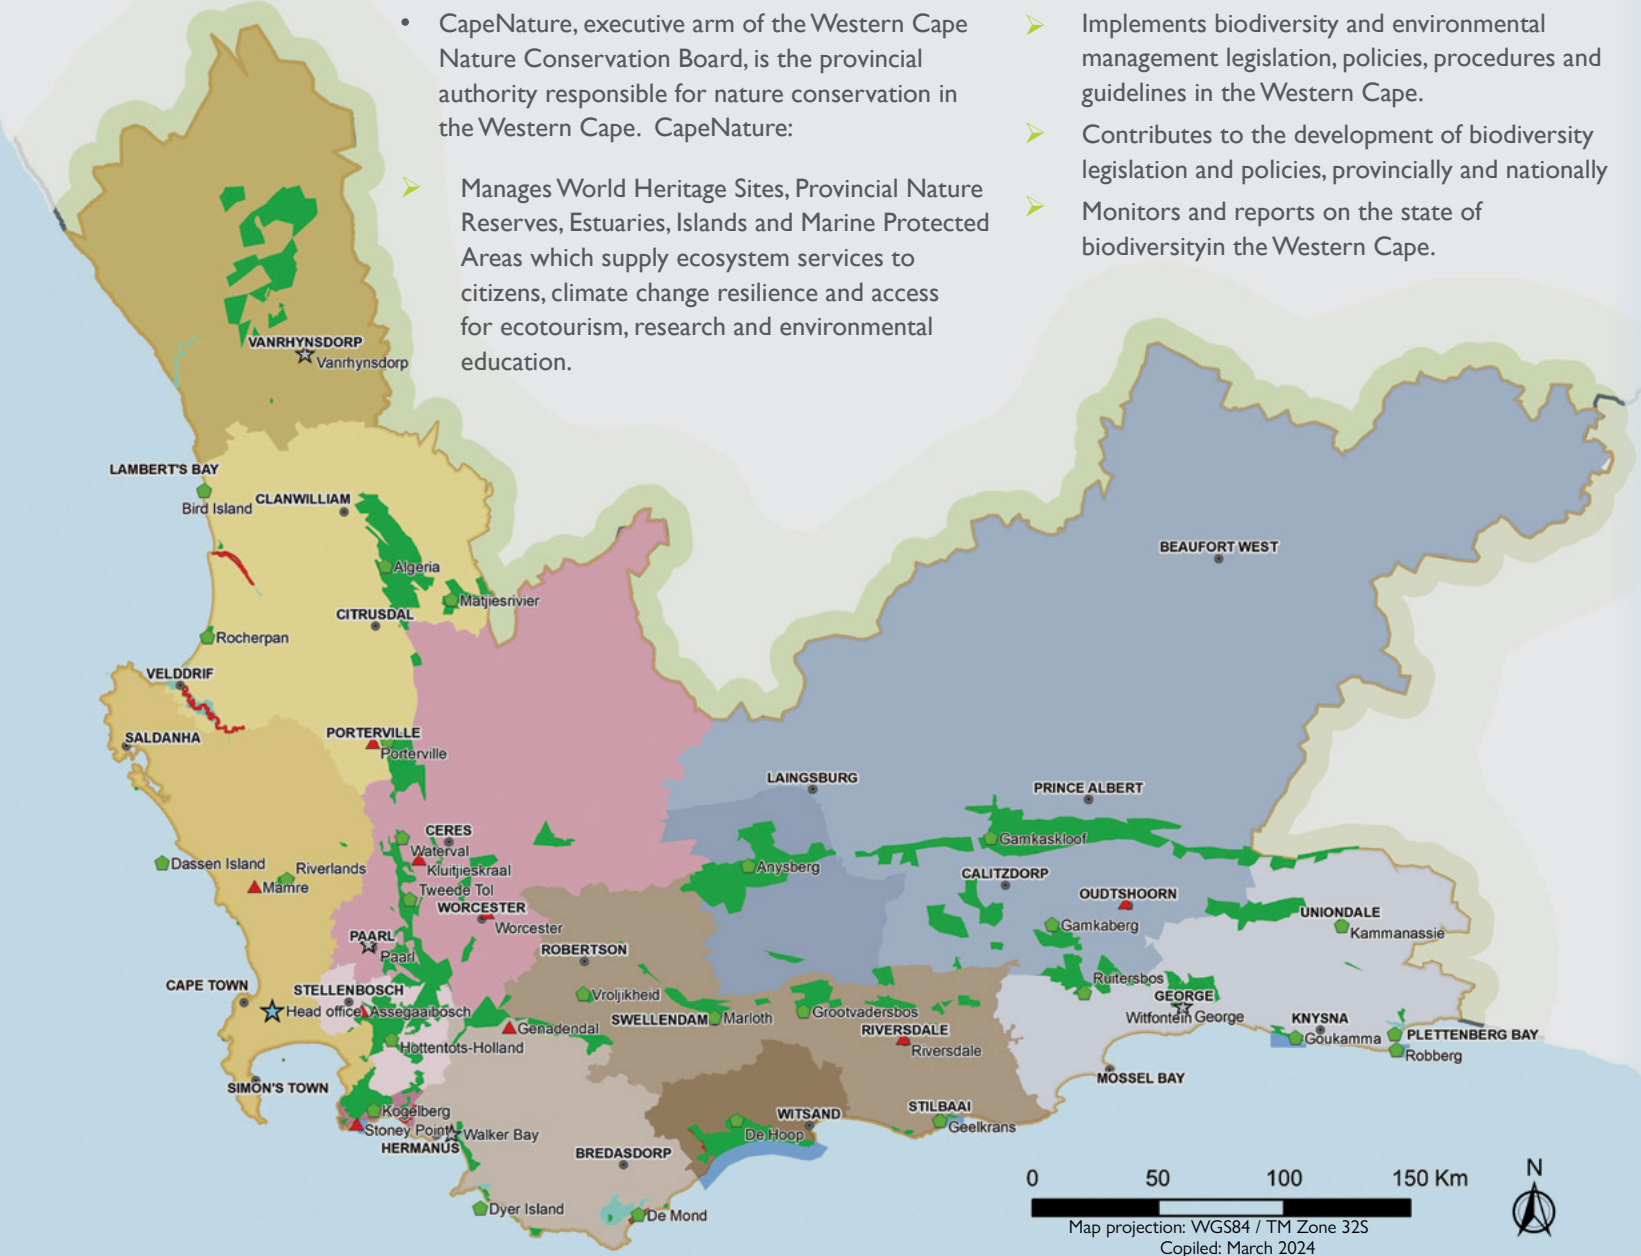 • CapeNature, executive arm of the Western Cape
Nature Conservation Board, is the provincial
authority responsible for nature conservation in
the Western Cape. CapeNature:
➢ Manages World Heritage Sites, Provincial Nature
Reserves, Estuaries, Islands and Marine Protected
Areas which supply ecosystem services to
citizens, climate change resilience and access
for ecotourism, research and environmental
education.
➢ Implements biodiversity and environmental
management legislation, policies, procedures and
guidelines in the Western Cape.
➢ Contributes to the development of biodiversity
legislation and policies, provincially and nationally
➢ Monitors and reports on the state of
biodiversityin the Western Cape.
VANRHYNSDORP
Vanrhynsdorp
LAMBERT'S BAY
Bird Island
CLANWILLIAM
Algeria
Matjiesrivier
CITRUSDAL
Rocherpan
VELDDRIF
SALDANHA
PORTERVILLE
Porterville
BEAUFORT WEST
LAINGSBURG
PRINCE ALBERT
CERES
Waterval
Kluitjieskraal
Tweede Tol
WORCESTER
Worcester
Dassen Island
Riverlands
Mamre
PAARL
Paarl
ROBERTSON
Vroljikheid
Anysberg
Gamkaskloof
CALITZDORP
OUDTSHOORN
Gamkaberg
UNIONDALE
Kammanassie
CAPE TOWN
Head office
STELLENBOSCH
Assegaaibosch
Hottentots-Holland
Genadendal
SWELLENDAM
Marloth
Grootvadersbos
RIVERSDALE
Riversdale
Ruitersbos
GEORGE
Witfontein George
KNYSNA
Goukamma
PLETTENBERG BAY
Robberg
MOSSEL BAY
SIMON'S TOWN
Kogelberg
Stoney Point
HERMANUS
Walker Bay
BREDASDORP
De Hoop
WITSAND
STILBAAI
Geelkrans
Dyer Island
De Mond
0 50 100 150 Km
N
Map projection: WGS84 / TM Zone 32S
Copiled: March 2024